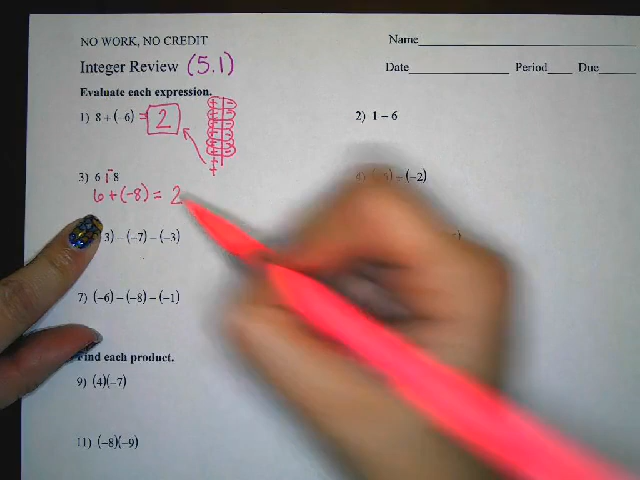 NO WORK, NO CREDIT
Name
Integer Review (5.1)
Date Period Due
Evaluate each expression.
1) 8 + (−6) = 2
2) 1 − 6
3) 6 − 8
6 + (-8) = 2
− (−2)
3) − (−7) − (−3)
7) (−6) − (−8) − (−1)
Find each product.
9) (4)(−7)
11) (−8)(−9)